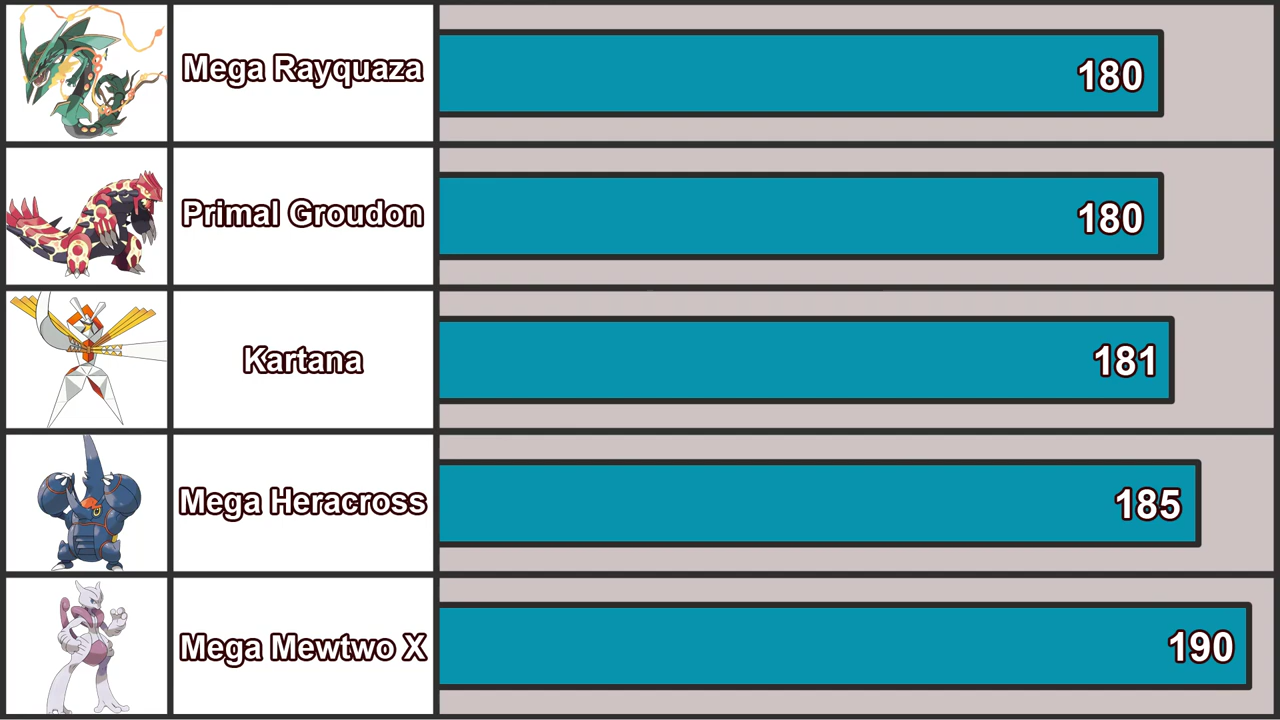 Mega Rayquaza 180
Primal Groudon 180
Kartana 181
Mega Heracross 185
Mega Mewtwo X 190